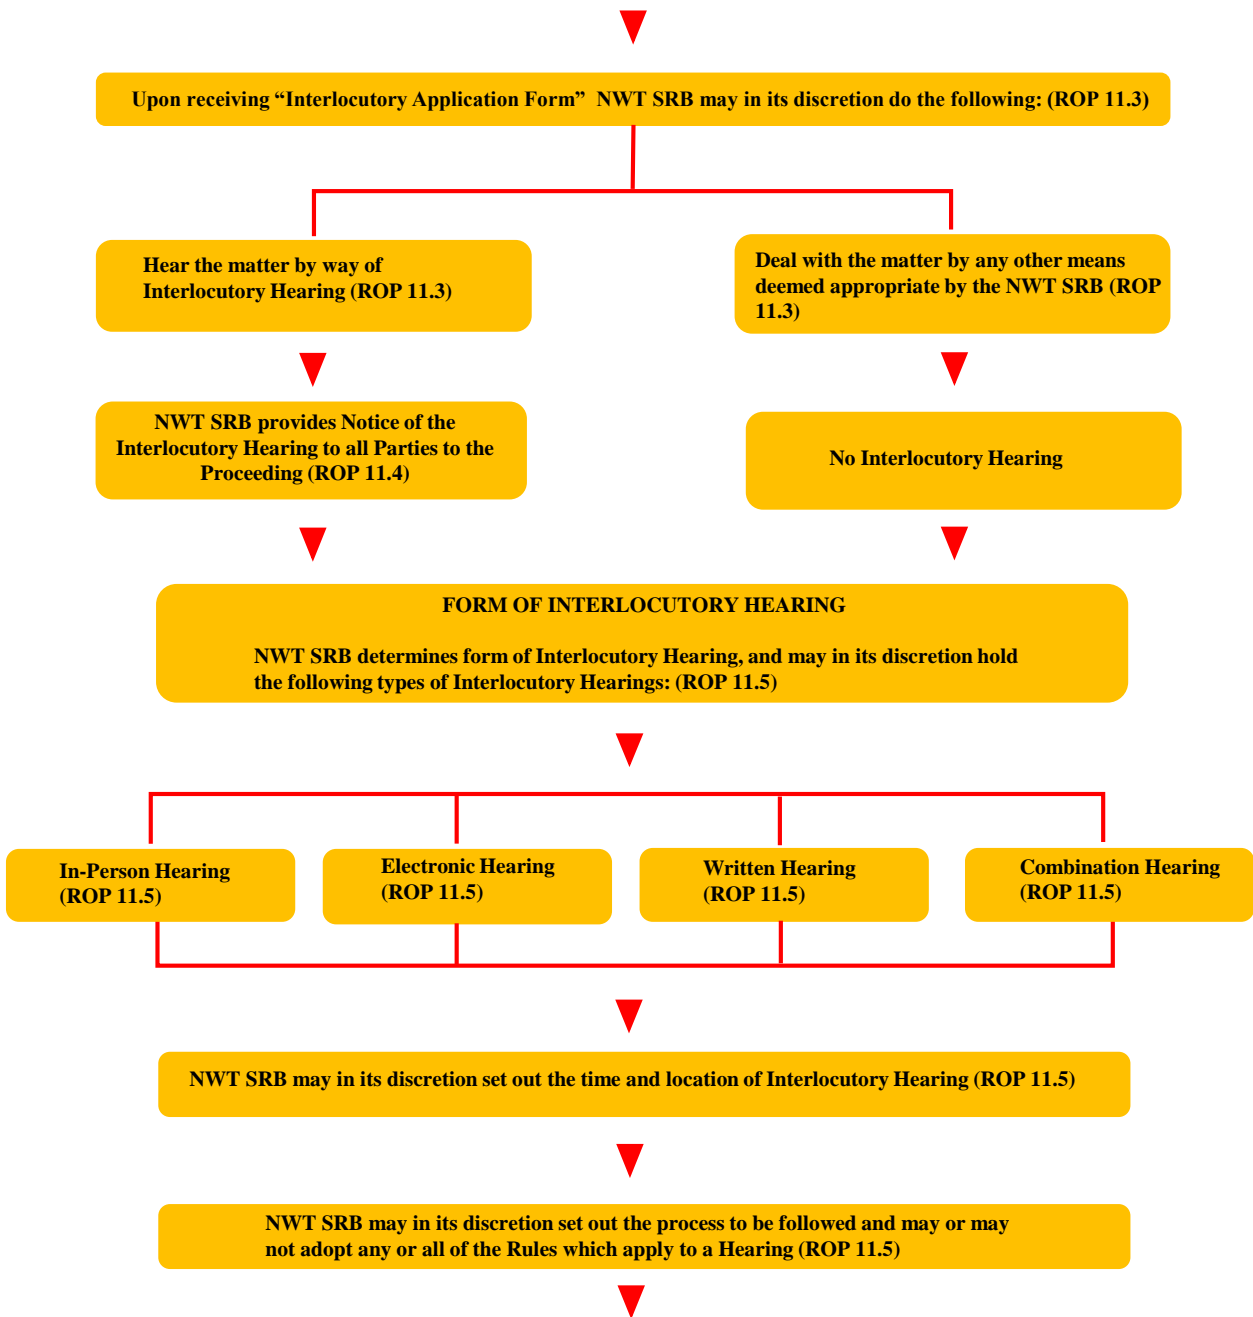 Upon receiving “Interlocutory Application Form” NWT SRB may in its discretion do the following: (ROP 11.3)
Hear the matter by way of
Interlocutory Hearing (ROP 11.3)
Deal with the matter by any other means
deemed appropriate by the NWT SRB (ROP
11.3)
NWT SRB provides Notice of the
Interlocutory Hearing to all Parties to the
Proceeding (ROP 11.4)
No Interlocutory Hearing
FORM OF INTERLOCUTORY HEARING
NWT SRB determines form of Interlocutory Hearing, and may in its discretion hold
the following types of Interlocutory Hearings: (ROP 11.5)
In-Person Hearing
(ROP 11.5)
Electronic Hearing
(ROP 11.5)
Written Hearing
(ROP 11.5)
Combination Hearing
(ROP 11.5)
NWT SRB may in its discretion set out the time and location of Interlocutory Hearing (ROP 11.5)
NWT SRB may in its discretion set out the process to be followed and may or may
not adopt any or all of the Rules which apply to a Hearing (ROP 11.5)